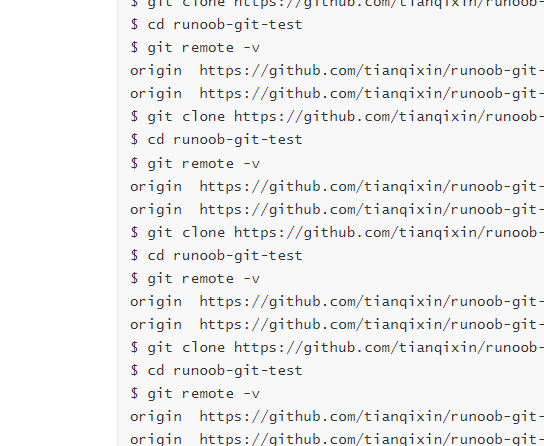 $ git clone https://github.com/tianqixin/runoob-
$ cd runoob-git-test
$ git remote -v
origin  https://github.com/tianqixin/runoob-git-
origin  https://github.com/tianqixin/runoob-git-
$ git clone https://github.com/tianqixin/runoob-
$ cd runoob-git-test
$ git remote -v
origin  https://github.com/tianqixin/runoob-git-
origin  https://github.com/tianqixin/runoob-git-
$ git clone https://github.com/tianqixin/runoob-
$ cd runoob-git-test
$ git remote -v
origin  https://github.com/tianqixin/runoob-git-
origin  https://github.com/tianqixin/runoob-git-
$ git clone https://github.com/tianqixin/runoob-
$ cd runoob-git-test
$ git remote -v
origin  https://github.com/tianqixin/runoob-git-
origin  https://github.com/tianqixin/runoob-git-